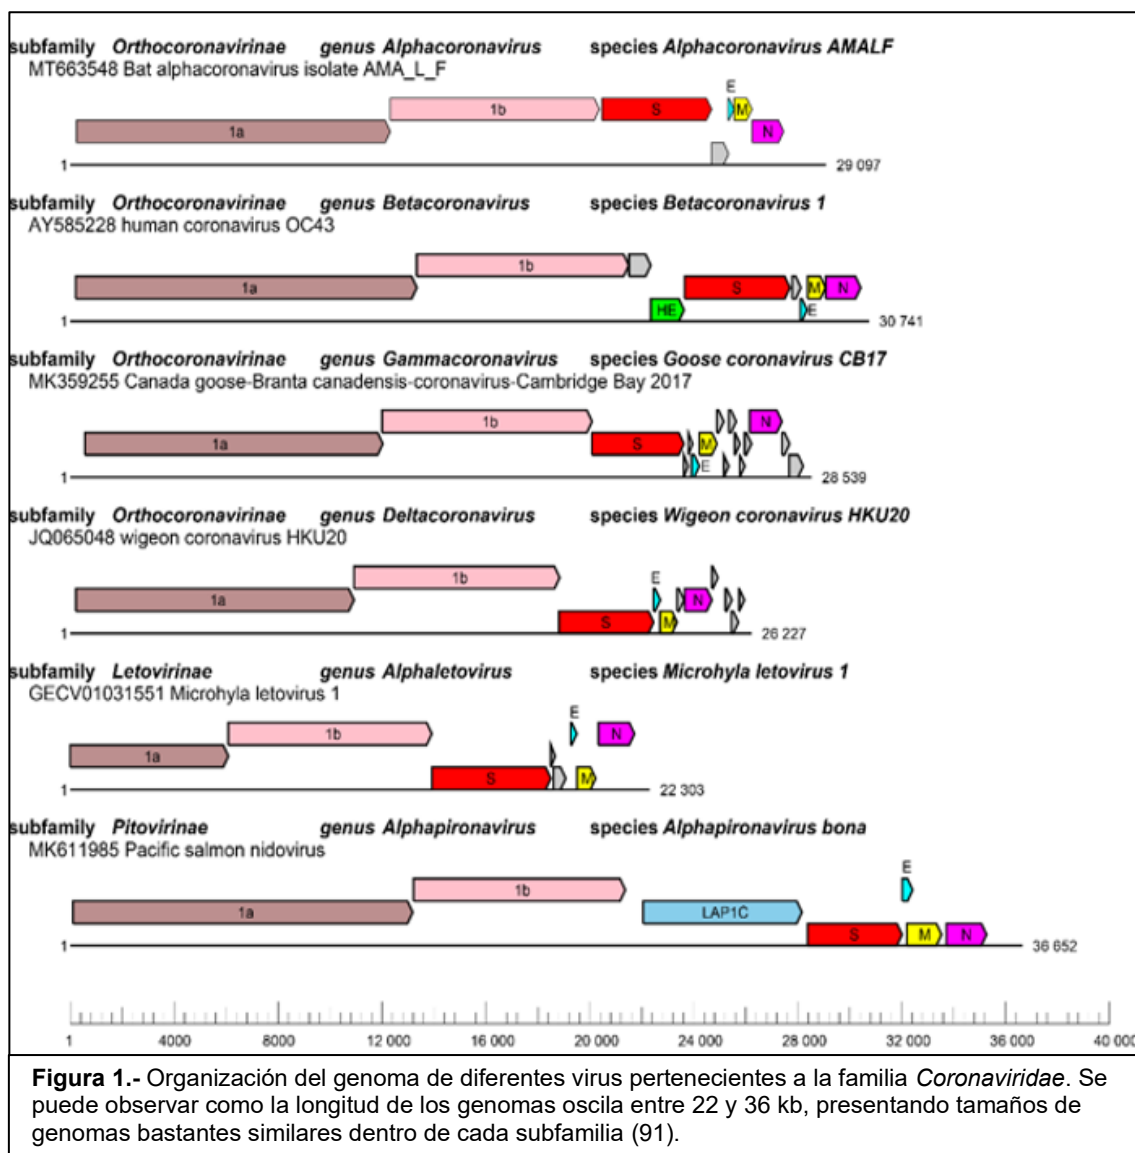 subfamily Orthocoronavirinae genus Alphacoronavirus species Alphacoronavirus AMALF
MT663548 Bat alphacoronavirus isolate AMA_L_F
E
1b S M
1a N
1 29 097
subfamily Orthocoronavirinae genus Betacoronavirus species Betacoronavirus 1
AY585228 human coronavirus OC43
1b
1a S M N
HE E
1 30 741
subfamily Orthocoronavirinae genus Gammacoronavirus species Goose coronavirus CB17
MK359255 Canada goose-Branta canadensis-coronavirus-Cambridge Bay 2017
1b N
1a S M
E
1 28 539
subfamily Orthocoronavirinae genus Deltacoronavirus species Wigeon coronavirus HKU20
JQ065048 wigeon coronavirus HKU20
1b E
1a N
S M
1 26 227
subfamily Letovirinae genus Alphaletovirus species Microhyla letovirus 1
GECV01031551 Microhyla letovirus 1
E
1b N
1a
S M
1 22 303
subfamily Pitovirinae genus Alphapironavirus species Alphapironavirus bona
MK611985 Pacific salmon nidovirus
E
1b
1a LAP1C
S M N
1 36 652
1 4000 8000 12 000 16 000 20 000 24 000 28 000 32 000 36 000 40 000
Figura 1.- Organización del genoma de diferentes virus pertenecientes a la familia Coronaviridae. Se
puede observar como la longitud de los genomas oscila entre 22 y 36 kb, presentando tamaños de
genomas bastantes similares dentro de cada subfamilia (91).